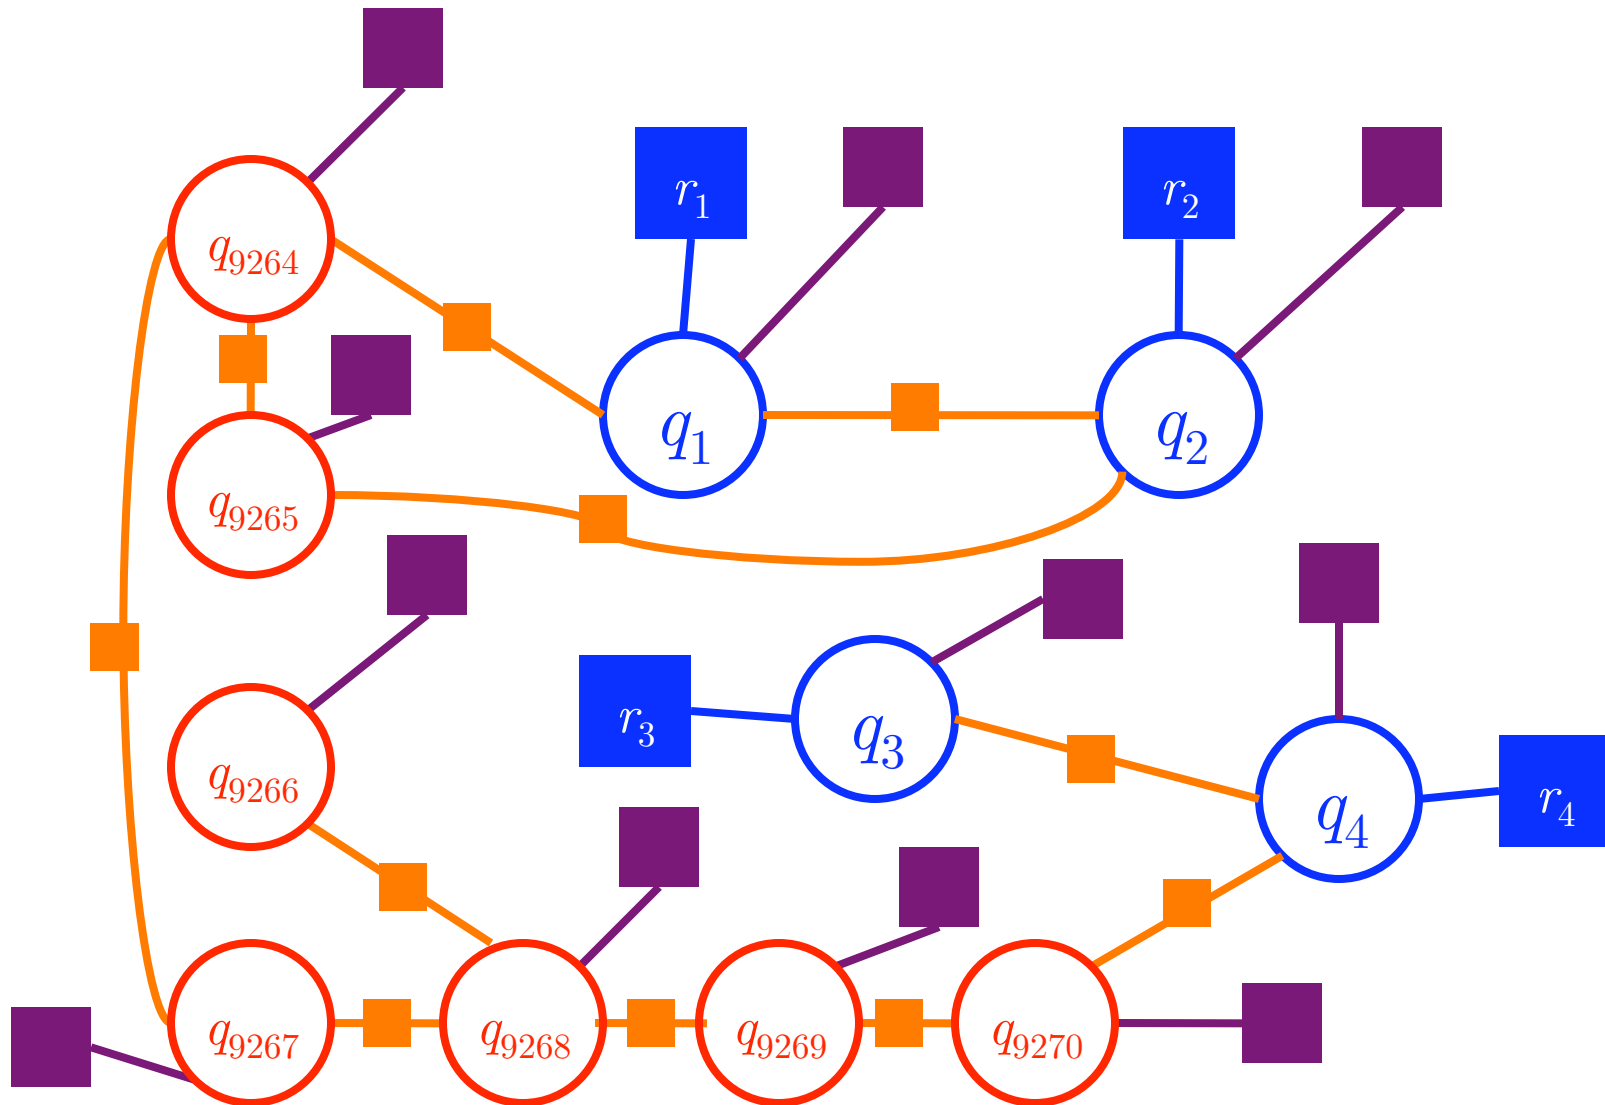 r₁
r₂
q₉₂₆₄
q₁
q₂
q₉₂₆₅
r₃
q₃
q₉₂₆₆
q₄
r₄
q₉₂₆₇
q₉₂₆₈
q₉₂₆₉
q₉₂₇₀